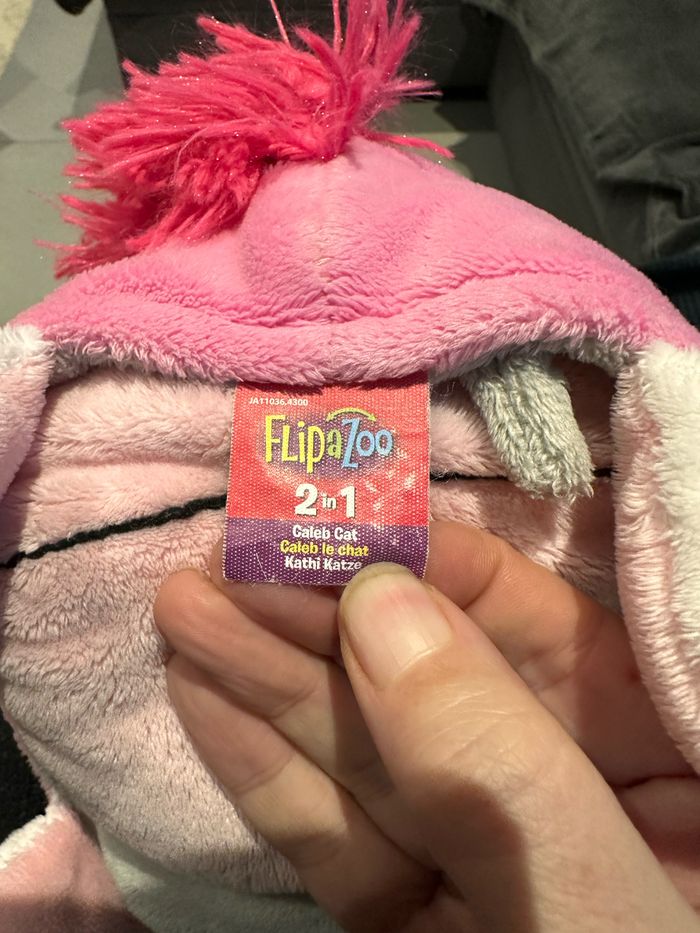 JA11036.4300
FLipaZoo
2 in 1
Caleb Cat
Caleb le chat
Kathi Katze